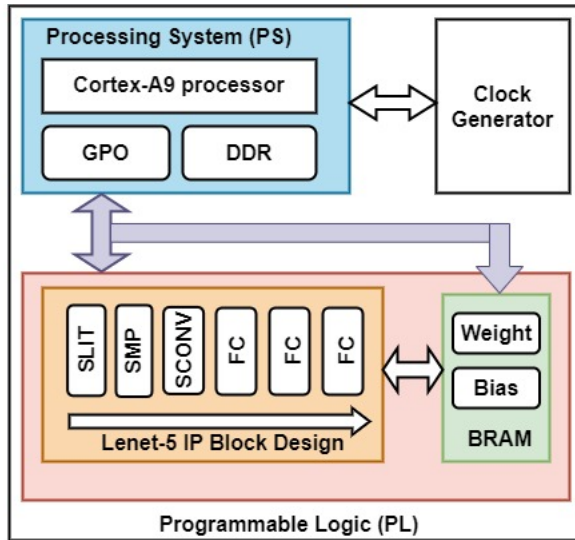 Processing System (PS)
Cortex-A9 processor
GPO
DDR
Clock
Generator
SLIT
SMP
SCONV
FC
FC
FC
Lenet-5 IP Block Design
Weight
Bias
BRAM
Programmable Logic (PL)